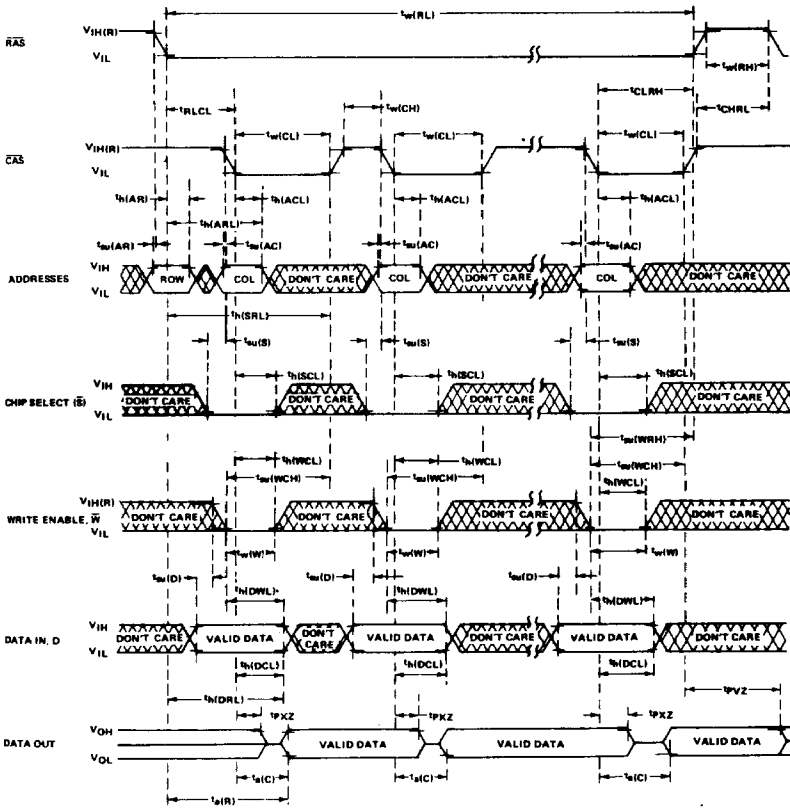 tw(RL)
RAS VIH(R)
VIL
tw(RH)
tRLCL tw(CH) tCLRH tCHRL
tw(CL) tw(CL) tw(CL)
CAS VIH(R)
VIL
th(AR) th(ACL) th(ACL) th(ACL)
th(ARL)
tsu(AR) tsu(AC) tsu(AC) tsu(AC)
ADDRESSES VIH
VIL
ROW COL DON'T CARE COL DON'T CARE COL DON'T CARE
th(SRL)
tsu(S) tsu(S) tsu(S)
th(SCL) th(SCL) th(SCL)
CHIP SELECT (S̅) VIH
VIL
DON'T CARE DON'T CARE DON'T CARE DON'T CARE
tsu(WRH)
th(WCL) th(WCL) tsu(WCH)
tsu(WCH) tsu(WCH) th(WCL)
WRITE ENABLE, W̅ VIH(R)
VIL
DON'T CARE DON'T CARE DON'T CARE DON'T CARE
tw(W) tw(W) tw(W)
tsu(D) tsu(D) tsu(D)
th(DWL) th(DWL) th(DWL)
DATA IN, D VIH
VIL
DON'T CARE VALID DATA DON'T CARE VALID DATA DON'T CARE VALID DATA DON'T CARE
th(DCL) th(DCL) th(DCL)
th(DRL) tPVZ
tPXZ tPXZ tPXZ
DATA OUT VOH
VOL
VALID DATA VALID DATA VALID DATA
ta(C) ta(C) ta(C)
ta(R)